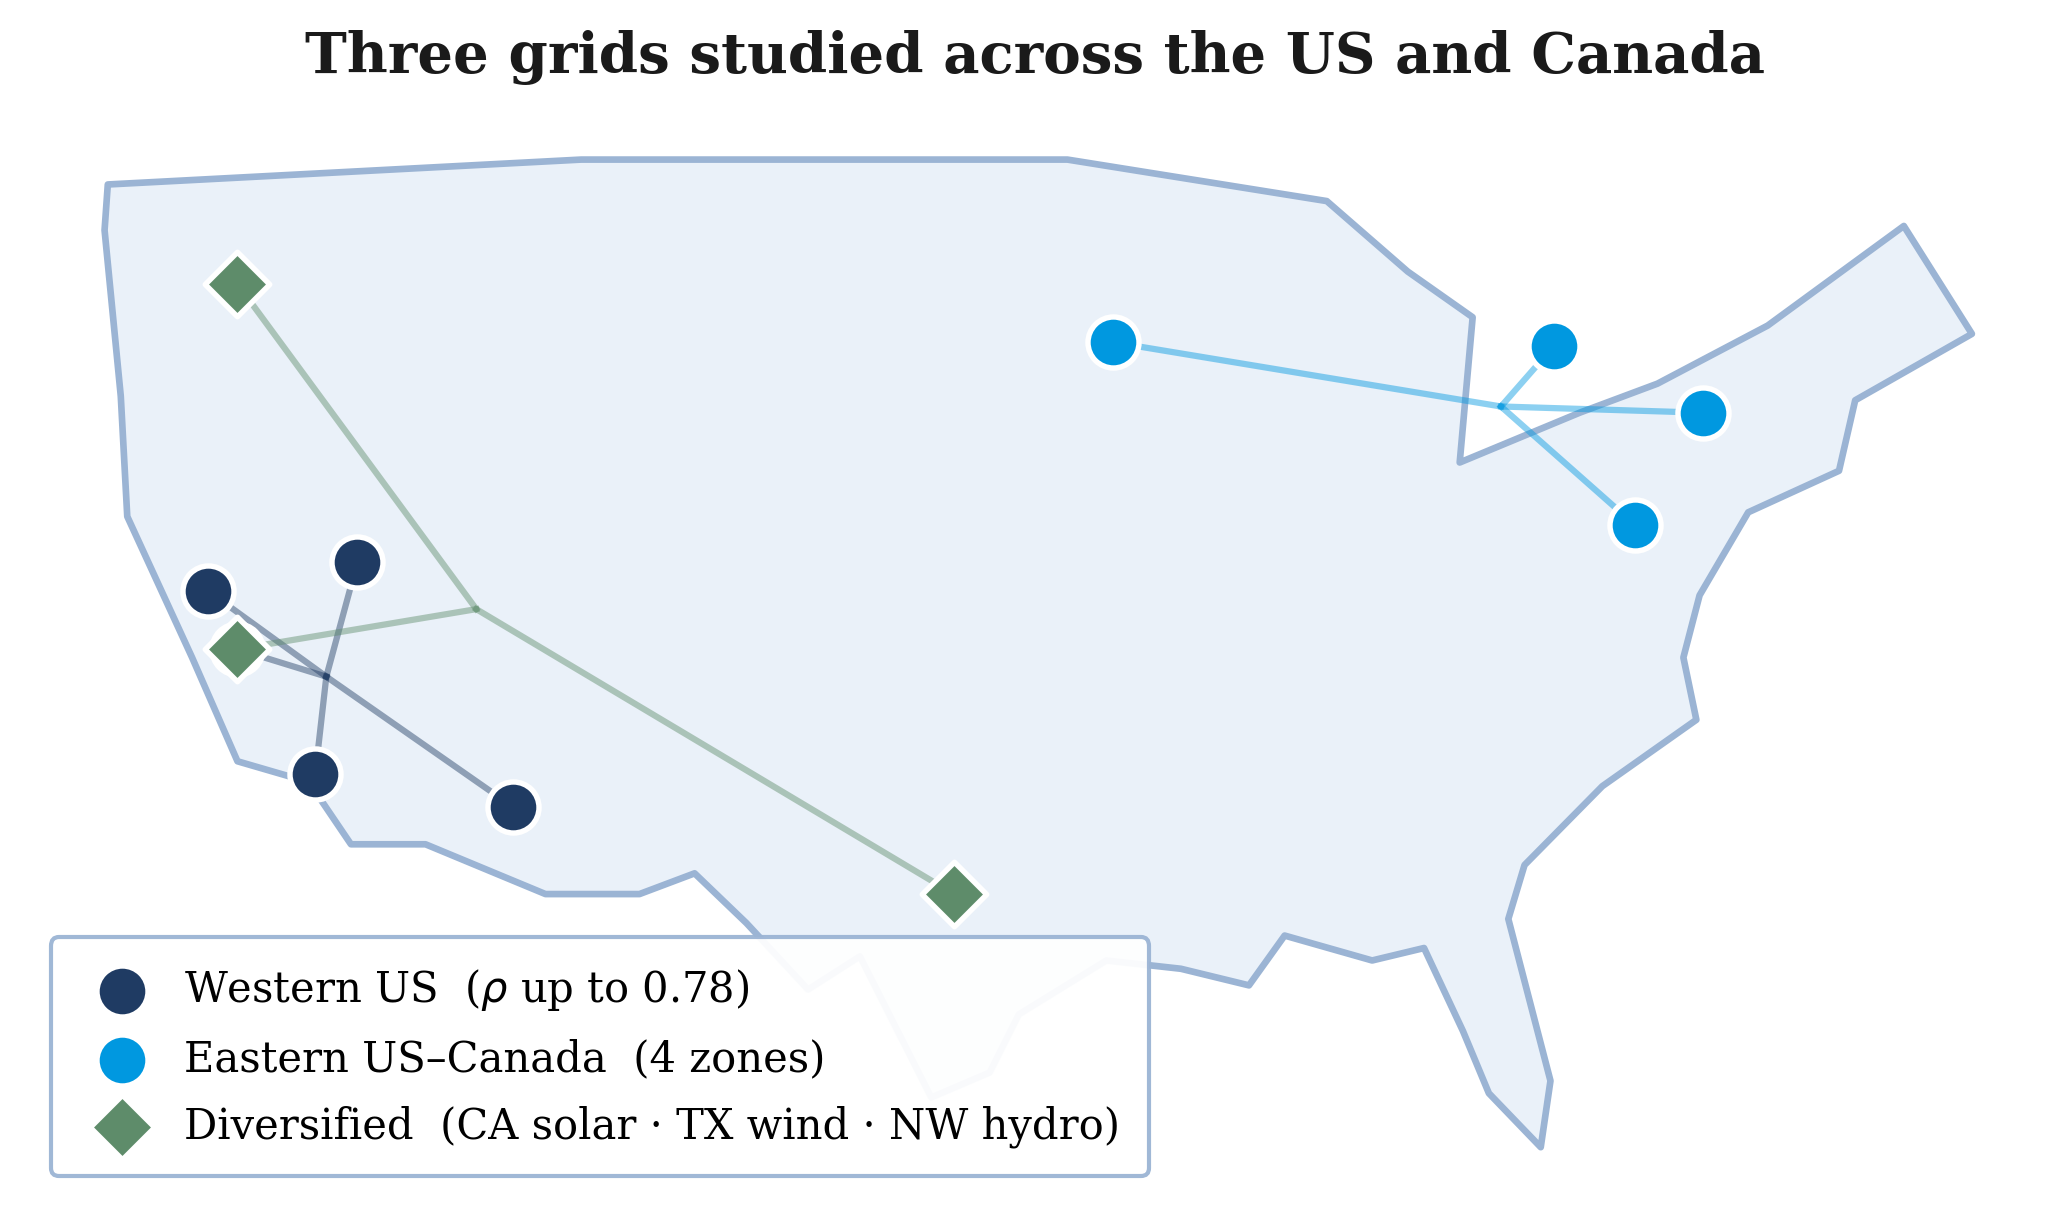 Three grids studied across the US and Canada
Western US (ρ up to 0.78)
Eastern US–Canada (4 zones)
Diversified (CA solar · TX wind · NW hydro)